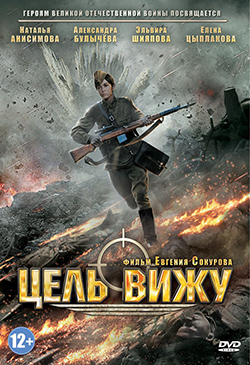 ГЕРОЯМ ВЕЛИКОЙ ОТЕЧЕСТВЕННОЙ ВОЙНЫ ПОСВЯЩАЕТСЯ
НАТАЛЬЯ АНИСИМОВА
АЛЕКСАНДРА БУЛЫЧЁВА
ЭЛЬВИРА ШИЯПОВА
ЕЛЕНА ЦЫПЛАКОВА
ФИЛЬМ ЕВГЕНИЯ СОКУРОВА
ЦЕЛЬ ВИЖУ
12+
DVD